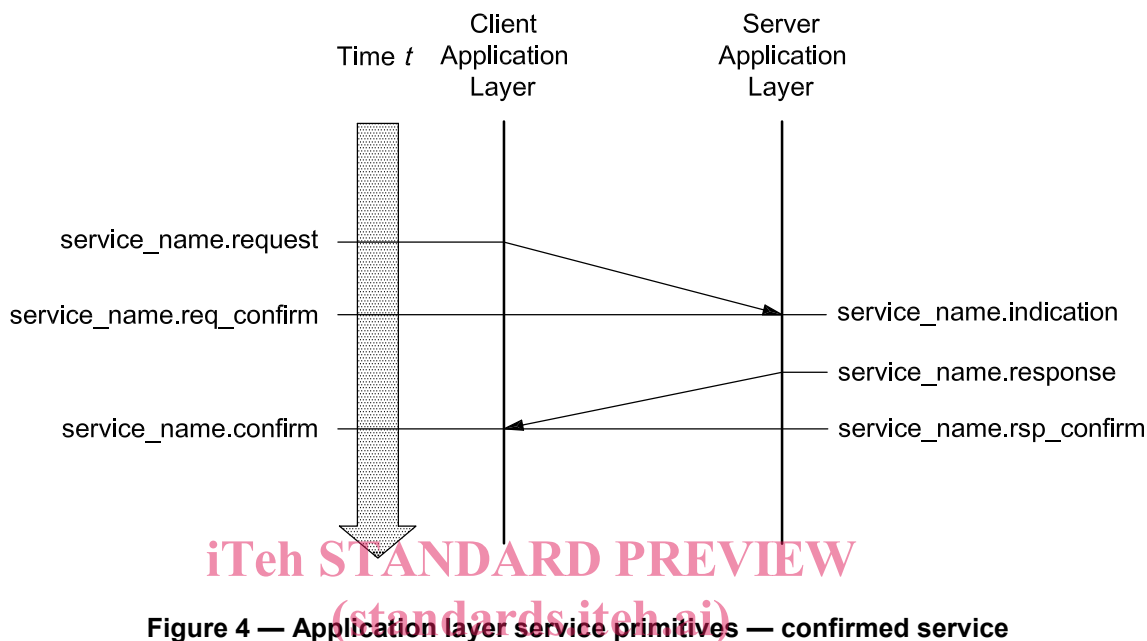 Time t
Client
Application
Layer
Server
Application
Layer
service_name.request
service_name.req_confirm
service_name.indication
service_name.response
service_name.confirm
service_name.rsp_confirm
iTeh STANDARD PREVIEW
(standards.iteh.ai)
Figure 4 — Application layer service primitives — confirmed service